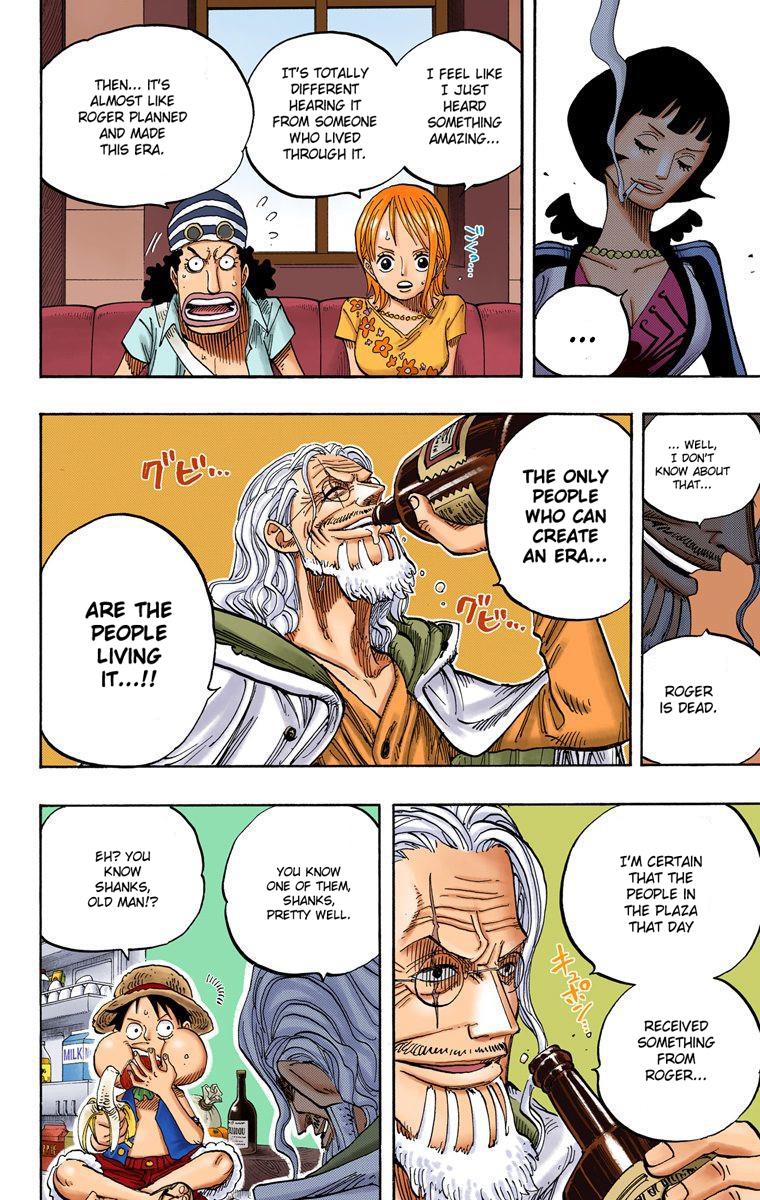 ...
I FEEL LIKE
I JUST
HEARD
SOMETHING
AMAZING...
IT'S TOTALLY
DIFFERENT
HEARING IT
FROM SOMEONE
WHO LIVED
THROUGH IT.
THEN... IT'S
ALMOST LIKE
ROGER PLANNED
AND MADE
THIS ERA.
... WELL,
I DON'T
KNOW ABOUT
THAT...
ROGER
IS DEAD.
THE ONLY
PEOPLE
WHO CAN
CREATE
AN ERA...
グビ...
グビ...
ARE THE
PEOPLE
LIVING
IT...!!
I'M CERTAIN
THAT THE
PEOPLE IN
THE PLAZA
THAT DAY
キュポン...
RECEIVED
SOMETHING
FROM
ROGER...
YOU KNOW
ONE OF THEM,
SHANKS,
PRETTY WELL.
EH? YOU
KNOW
SHANKS,
OLD MAN!?
MILK